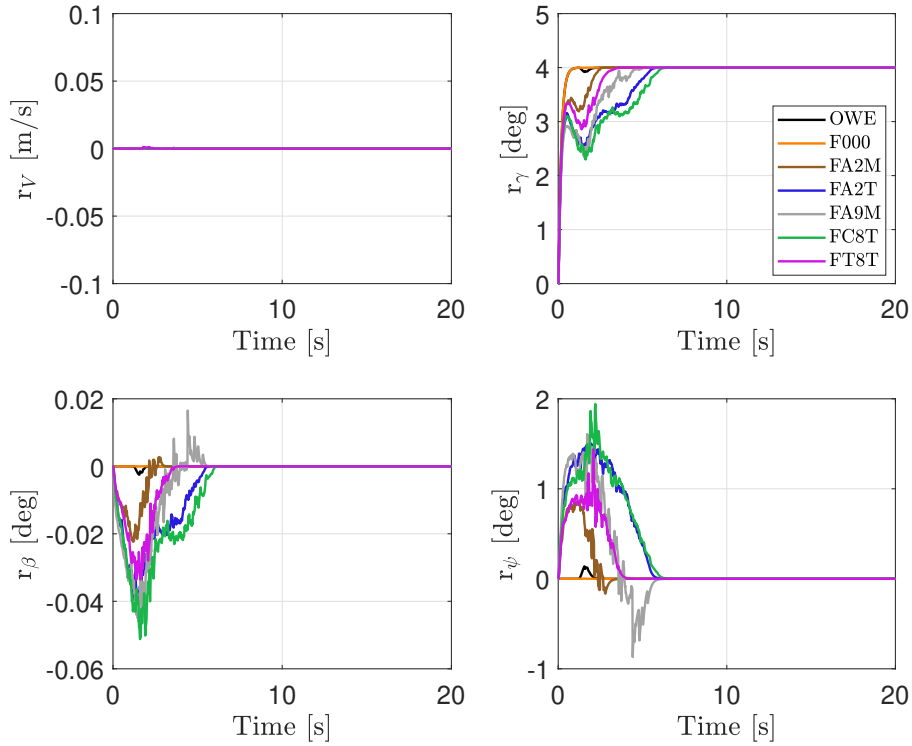 0.1
0.05
0
-0.05
-0.1
r_V [m/s]
0
10
20
Time [s]
5
4
3
2
1
0
r_γ [deg]
OWE
F000
FA2M
FA2T
FA9M
FC8T
FT8T
0
10
20
Time [s]
0.02
0
-0.02
-0.04
-0.06
r_β [deg]
0
10
20
Time [s]
2
1
0
-1
r_ψ [deg]
0
10
20
Time [s]